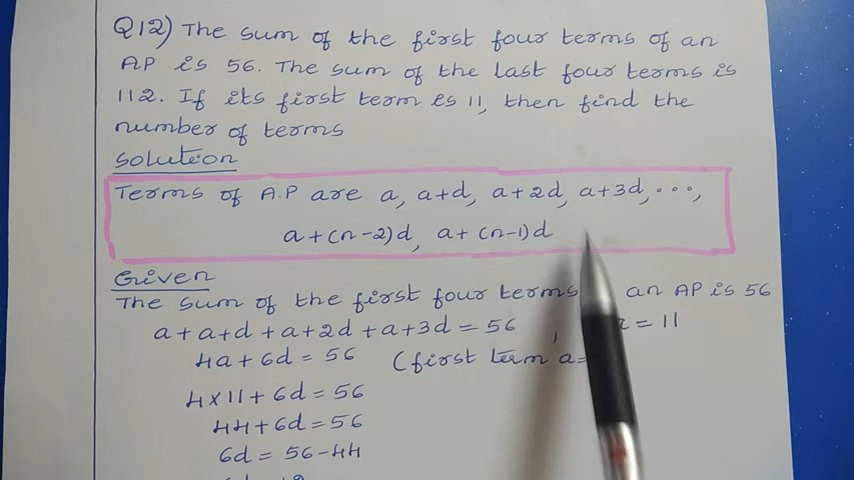 Q12) The sum of the first four terms of an
AP is 56. The sum of the last four terms is
112. If its first term is 11, then find the
number of terms
Solution
Terms of A.P are a, a+d, a+2d, a+3d, ...,
a+(n-2)d, a+(n-1)d
Given
The sum of the first four terms an AP is 56
a+a+d+a+2d+a+3d = 56 , = 11
4a+6d = 56 (first term a=
4×11+6d = 56
44+6d = 56
6d = 56-44